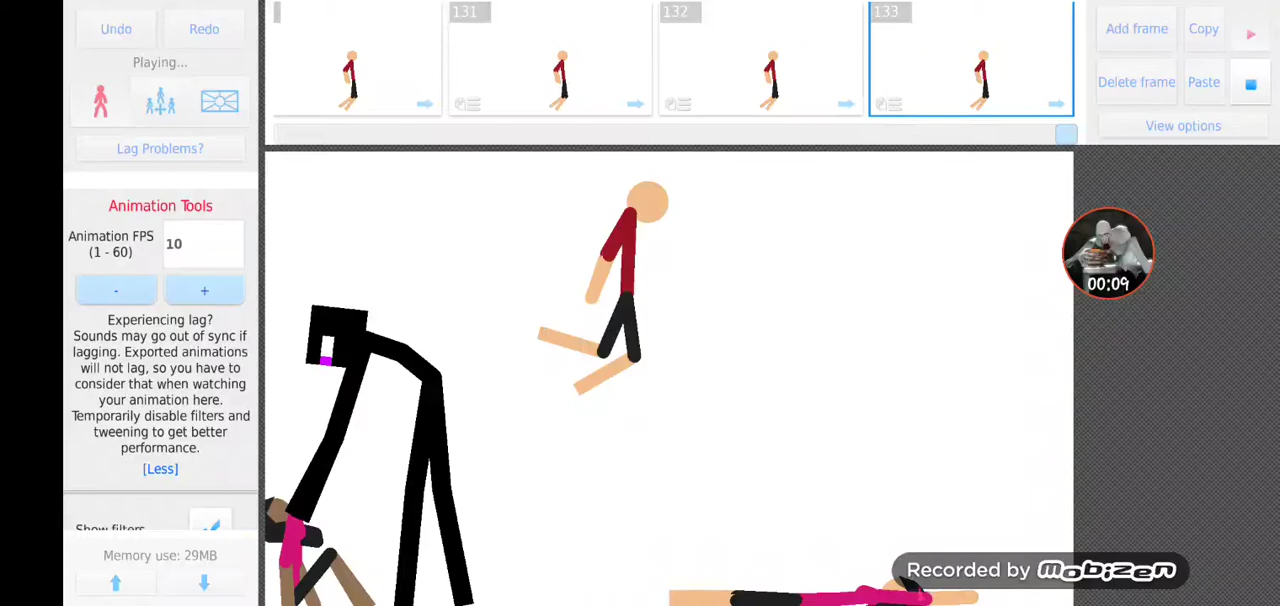 Undo
Redo
131
132
133
Add frame
Copy
Playing...
Delete frame
Paste
Lag Problems?
View options
Animation Tools
Animation FPS
(1 - 60)
10
-
+
Experiencing lag?
Sounds may go out of sync if
lagging. Exported animations
will not lag, so you have to
consider that when watching
your animation here.
Temporarily disable filters and
tweening to get better
performance.
[Less]
Show filters
Memory use: 29MB
00:09
Recorded by mobizen